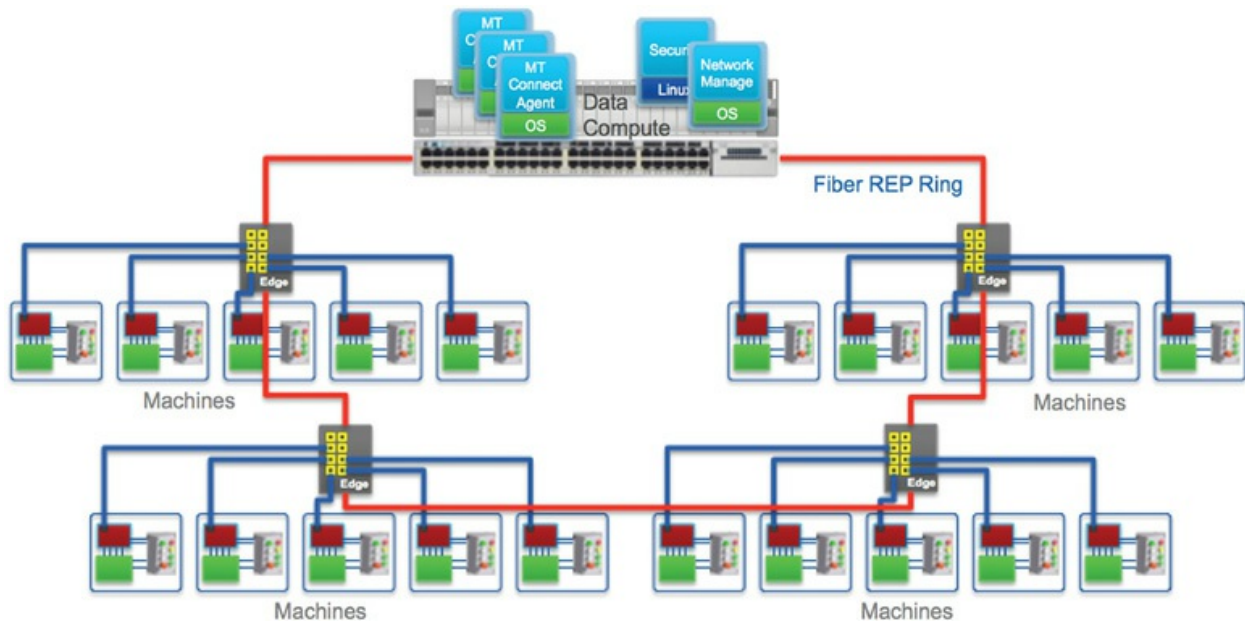 MT
C
MT
C
MT
Connect
Agent
OS
Data
Compute
Secur
Linux
Network
Manage
OS
Fiber REP Ring
Edge
Edge
Machines
Machines
Edge
Edge
Machines
Machines